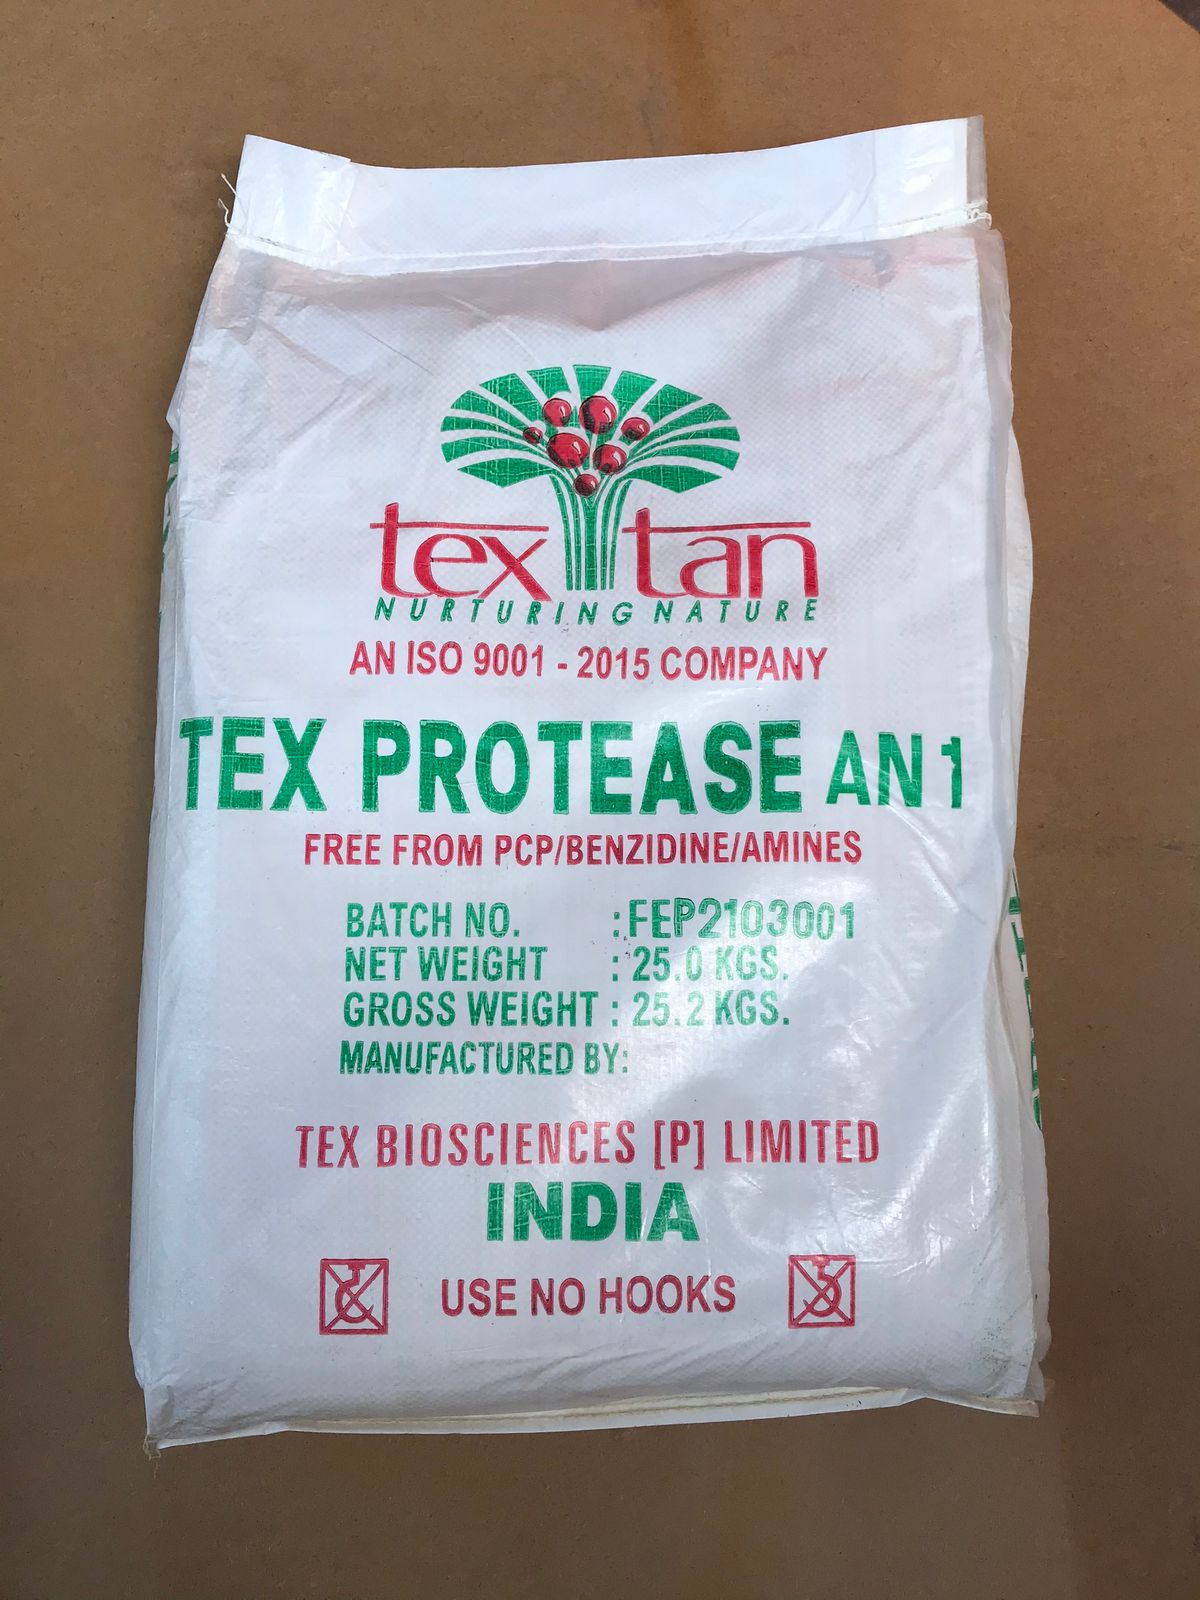 tex tan
NURTURING NATURE
AN ISO 9001 - 2015 COMPANY
TEX PROTEASE AN 1
FREE FROM PCP/BENZIDINE/AMINES
BATCH NO. : FEP2103001
NET WEIGHT : 25.0 KGS.
GROSS WEIGHT : 25.2 KGS.
MANUFACTURED BY:
TEX BIOSCIENCES [P] LIMITED
INDIA
USE NO HOOKS